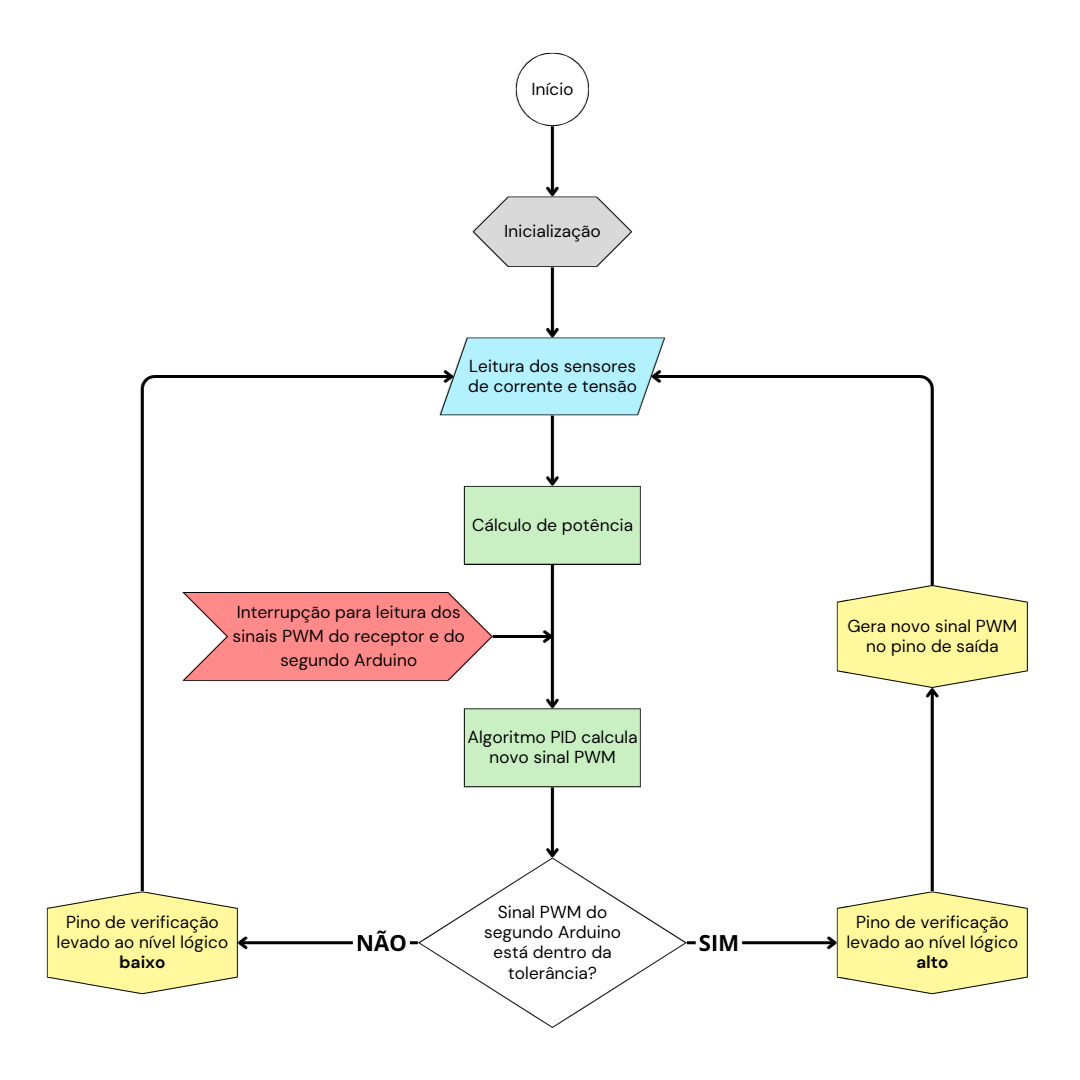 Início
Inicialização
Leitura dos sensores
de corrente e tensão
Cálculo de potência
Interrupção para leitura dos
sinais PWM do receptor e do
segundo Arduino
Gera novo sinal PWM
no pino de saída
Algoritmo PID calcula
novo sinal PWM
Pino de verificação
levado ao nível lógico
baixo
NÃO
Sinal PWM do
segundo Arduino
está dentro da
tolerância?
SIM
Pino de verificação
levado ao nível lógico
alto